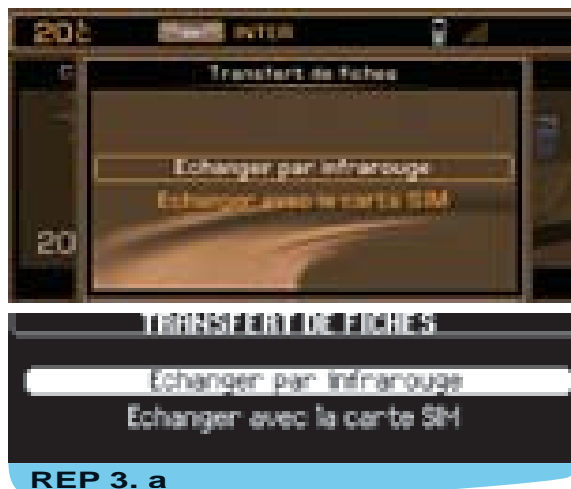 20
INTER
Transfert de fiches
Echanger par infrarouge
Echanger avec la carte SIM
20
TRANSFERT DE FICHES
Echanger par infrarouge
Echanger avec la carte SIM
REP 3. a